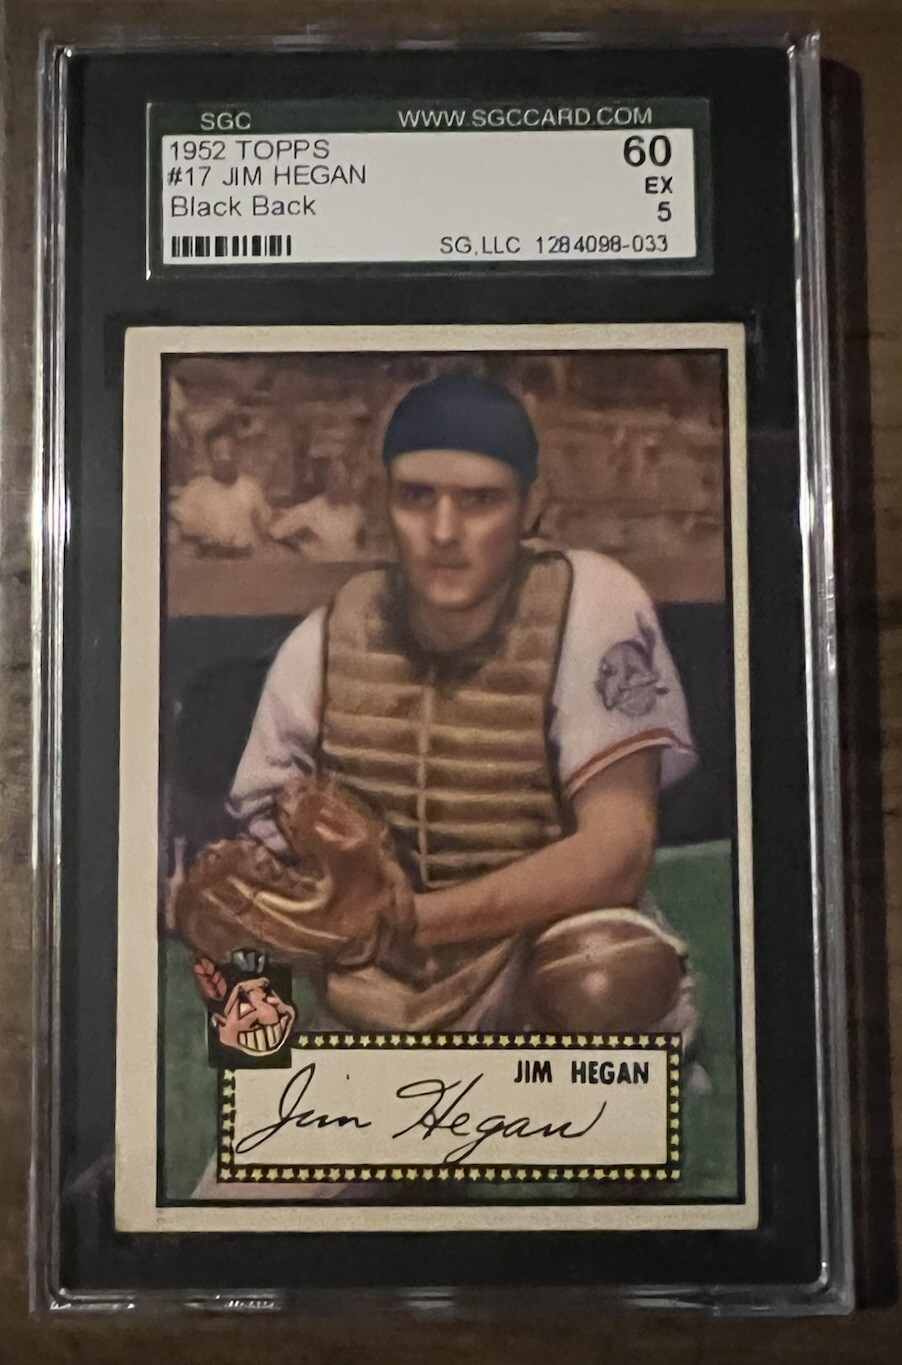 SGC WWW.SGCCARD.COM
1952 TOPPS 60
#17 JIM HEGAN EX
Black Back 5
SG,LLC 1284098-033
JIM HEGAN
Jim Hegan